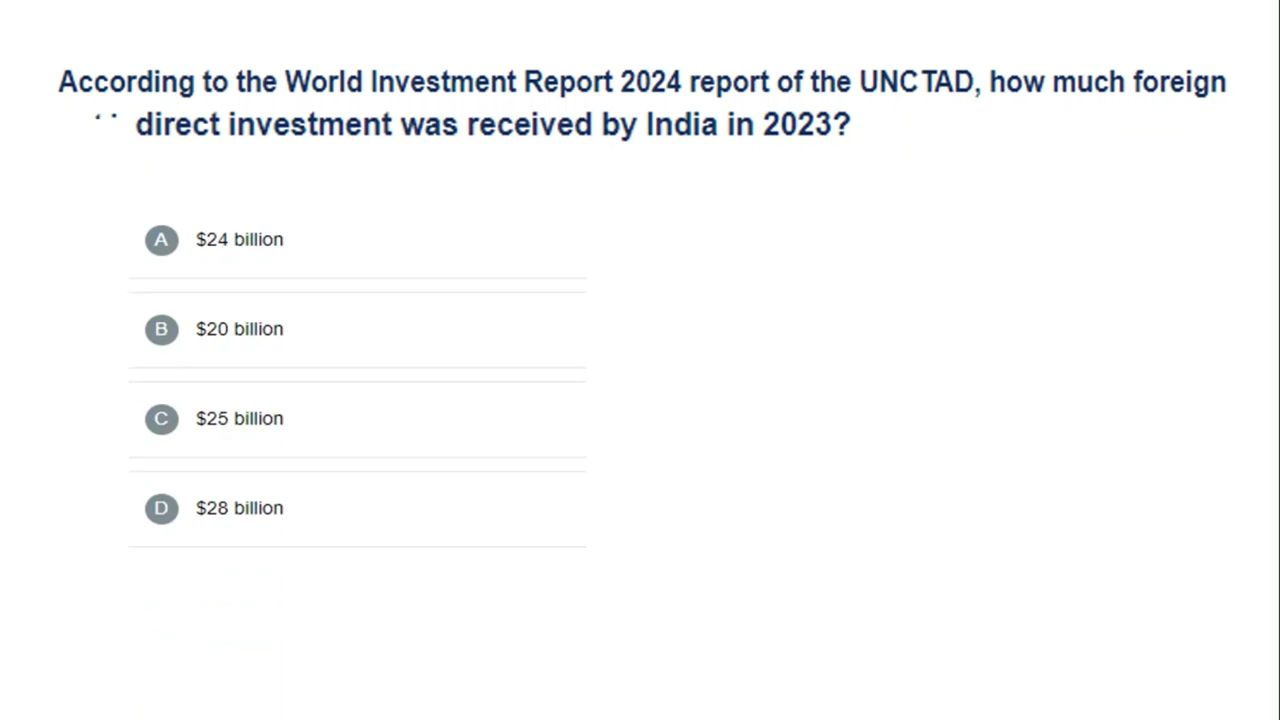 According to the World Investment Report 2024 report of the UNCTAD, how much foreign
direct investment was received by India in 2023?
A $24 billion
B $20 billion
C $25 billion
D $28 billion